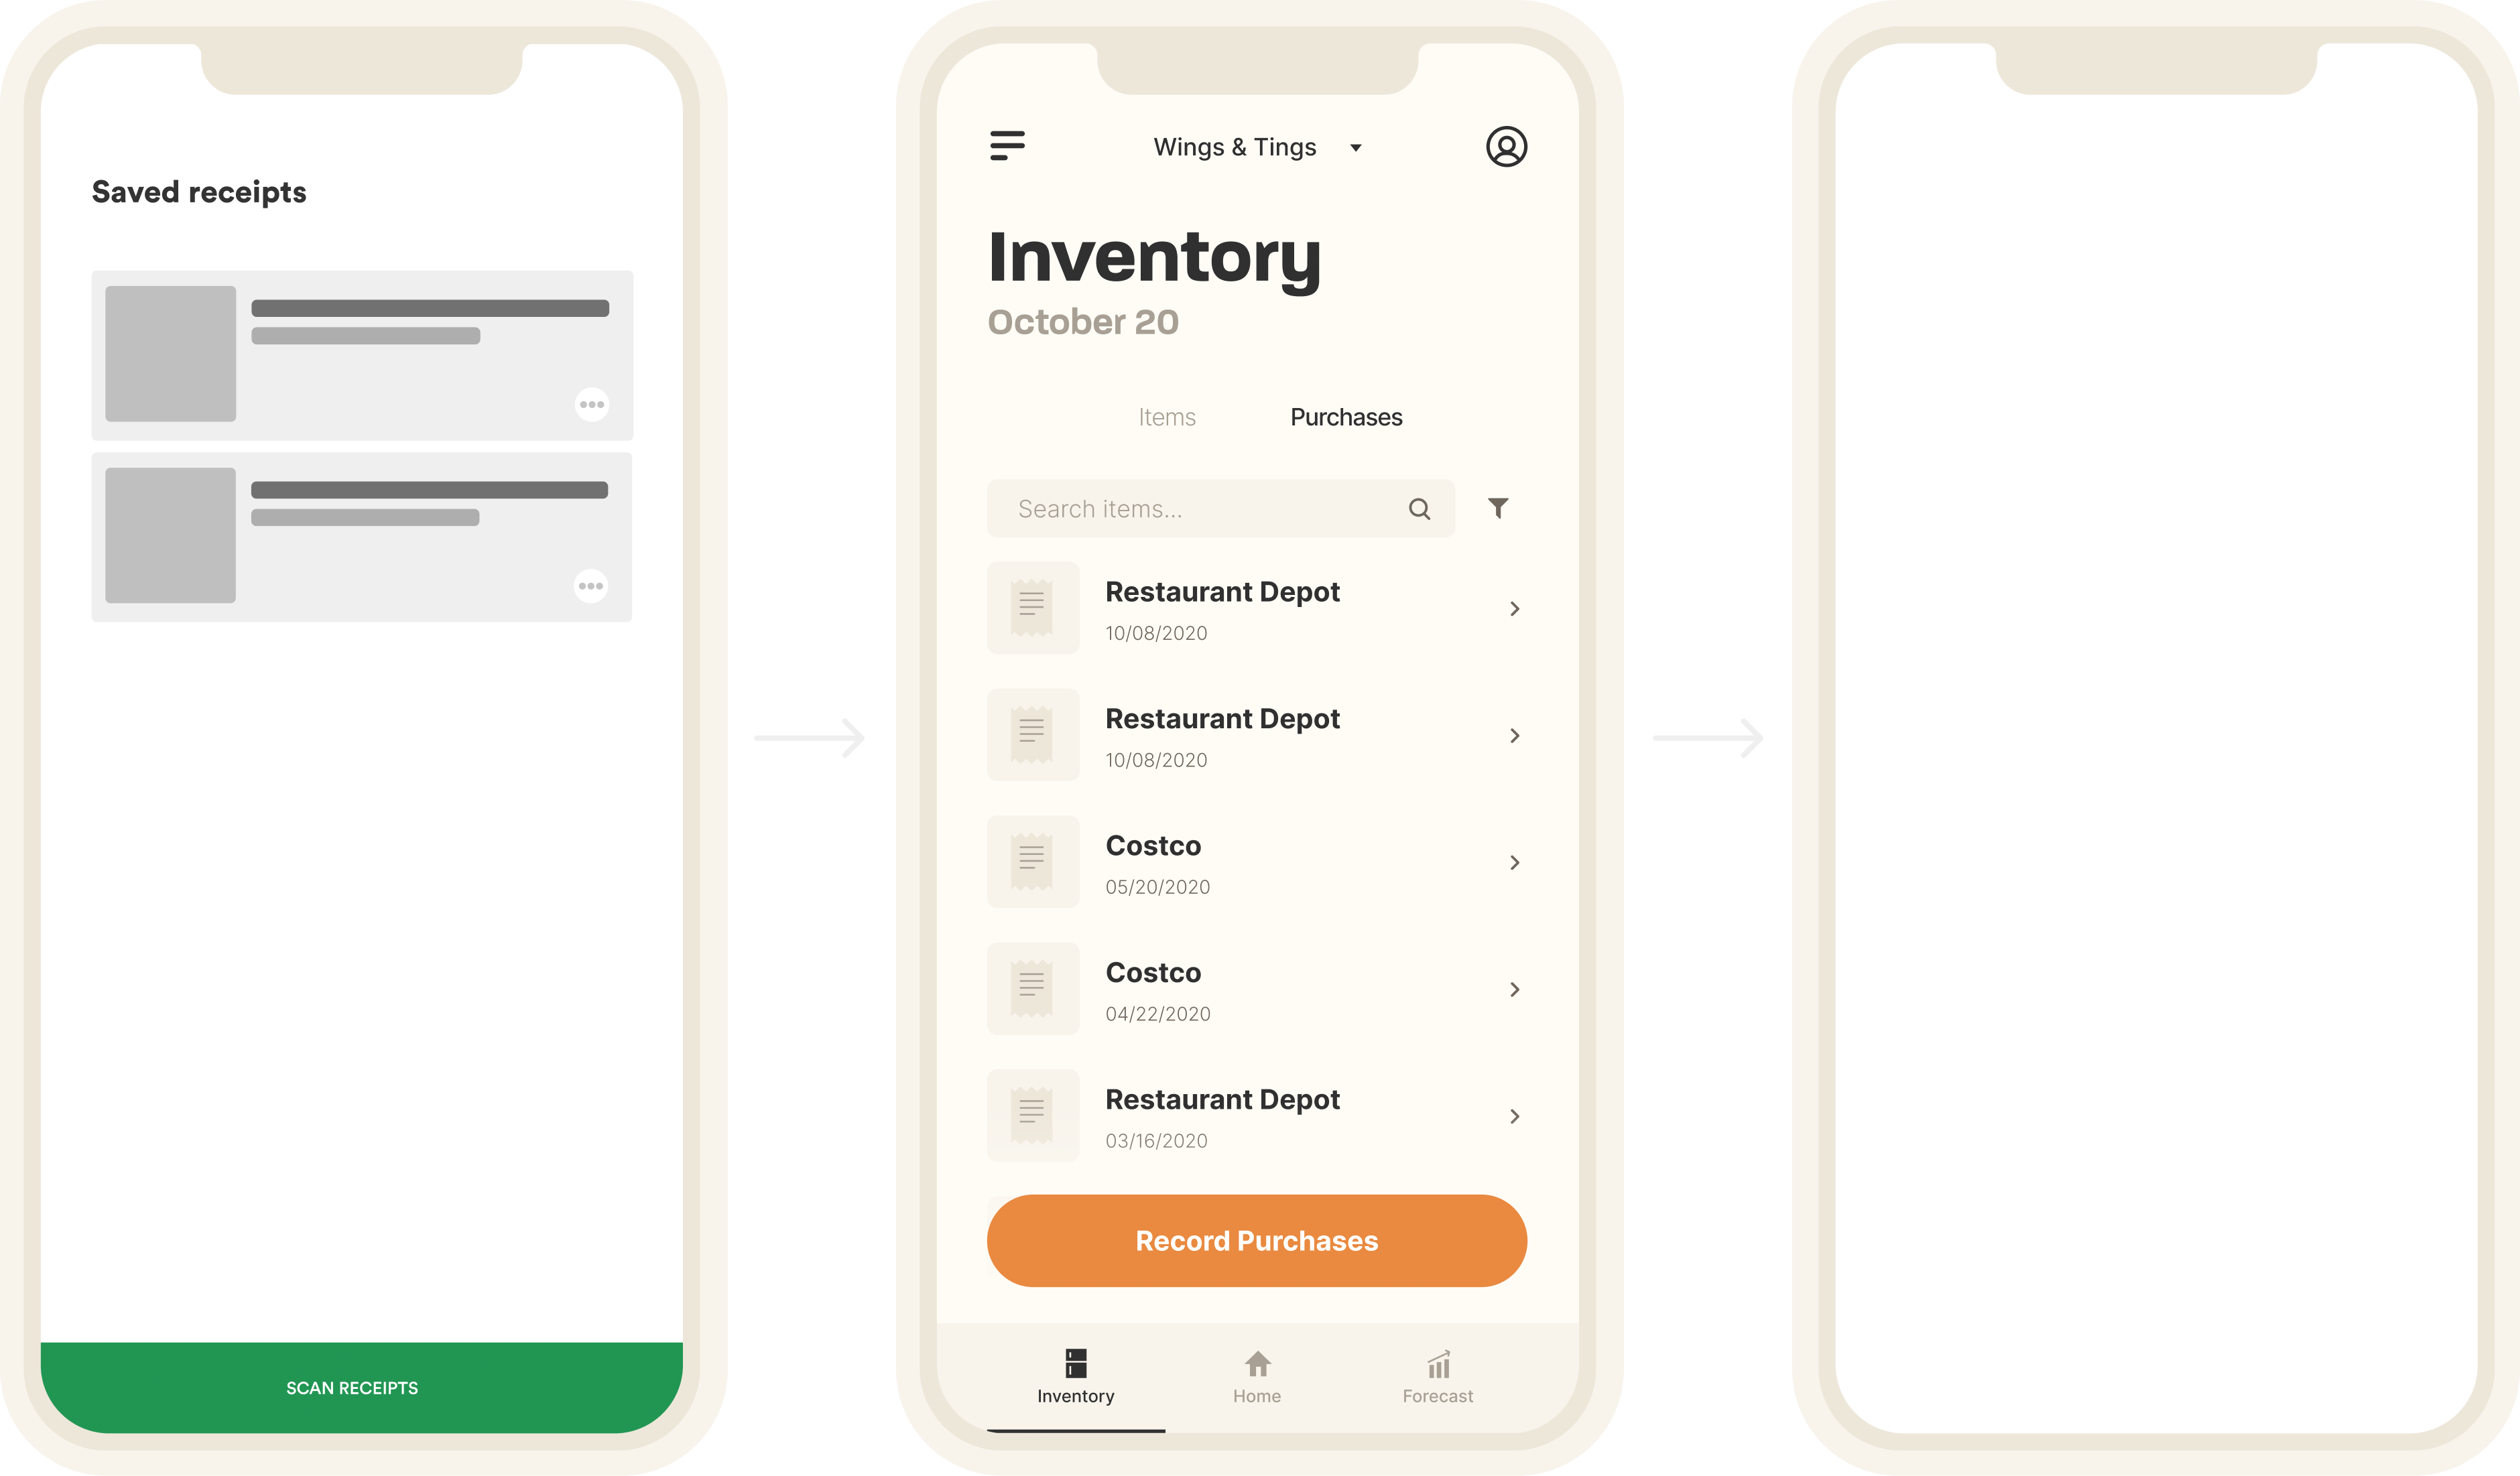 Saved receipts
SCAN RECEIPTS
Wings & Tings
Inventory
October 20
Items
Purchases
Search items...
Restaurant Depot
10/08/2020
Restaurant Depot
10/08/2020
Costco
05/20/2020
Costco
04/22/2020
Restaurant Depot
03/16/2020
Record Purchases
Inventory
Home
Forecast